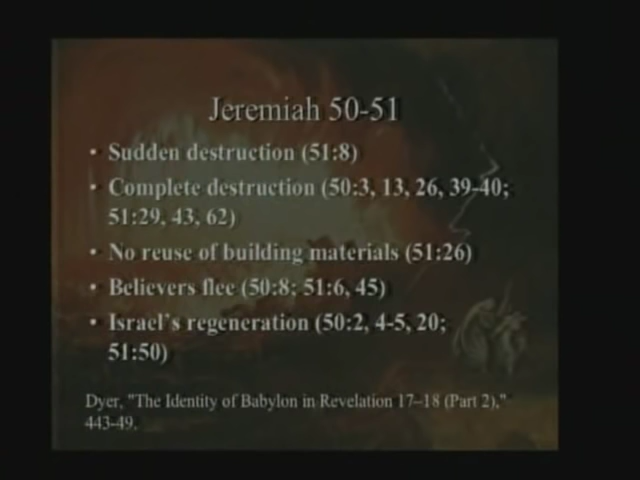 Jeremiah 50-51
• Sudden destruction (51:8)
• Complete destruction (50:3, 13, 26, 39-40;
51:29, 43, 62)
• No reuse of building materials (51:26)
• Believers flee (50:8; 51:6, 45)
• Israel's regeneration (50:2, 4-5, 20;
51:50)
Dyer, "The Identity of Babylon in Revelation 17–18 (Part 2),"
443-49.